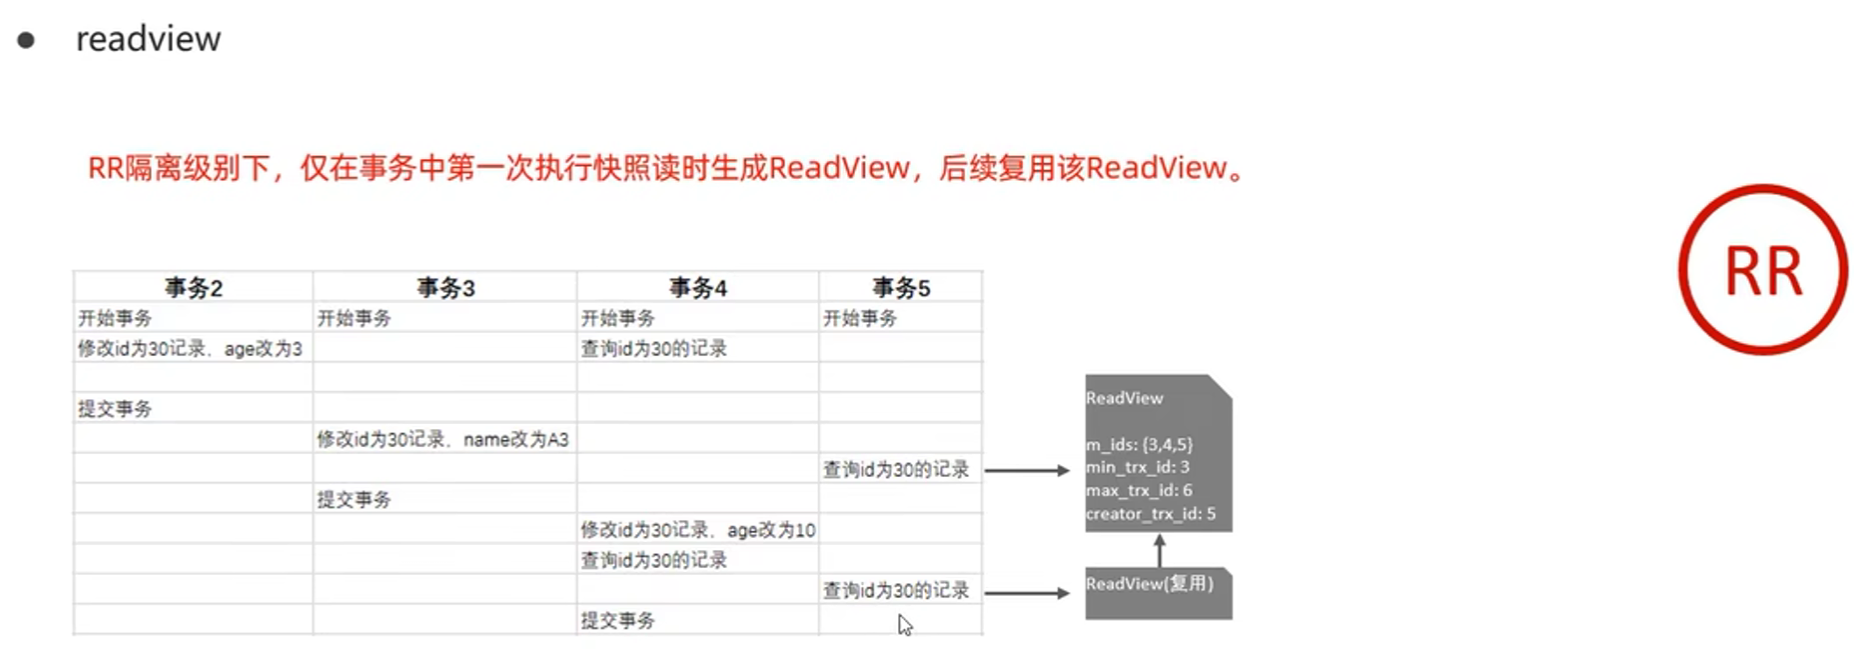 ● readview
RR隔离级别下，仅在事务中第一次执行快照读时生成ReadView，后续复用该ReadView。
RR
事务2 事务3 事务4 事务5
开始事务 开始事务 开始事务 开始事务
修改id为30记录，age改为3 查询id为30的记录
提交事务
修改id为30记录，name改为A3
查询id为30的记录
提交事务
修改id为30记录，age改为10
查询id为30的记录
查询id为30的记录
提交事务
ReadView
m_ids: {3,4,5}
min_trx_id: 3
max_trx_id: 6
creator_trx_id: 5
ReadView(复用)